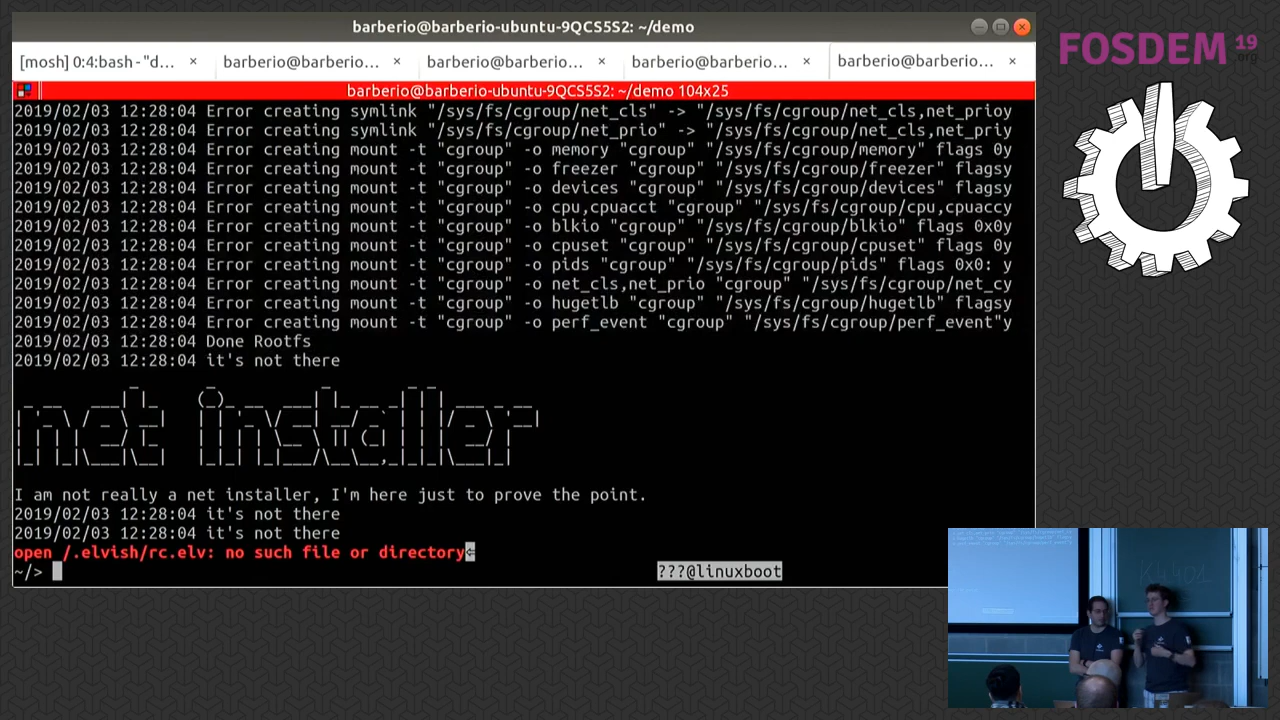 barberio@barberio-ubuntu-9QCS5S2: ~/demo
[mosh] 0:4:bash - "d... × barberio@barberio... × barberio@barberio... × barberio@barberio... × barberio@barberio... ×
barberio@barberio-ubuntu-9QCS5S2: ~/demo 104x25
2019/02/03 12:28:04 Error creating symlink "/sys/fs/cgroup/net_cls" -> "/sys/fs/cgroup/net_cls,net_prioy
2019/02/03 12:28:04 Error creating symlink "/sys/fs/cgroup/net_prio" -> "/sys/fs/cgroup/net_cls,net_priy
2019/02/03 12:28:04 Error creating mount -t "cgroup" -o memory "cgroup" "/sys/fs/cgroup/memory" flags 0y
2019/02/03 12:28:04 Error creating mount -t "cgroup" -o freezer "cgroup" "/sys/fs/cgroup/freezer" flagsy
2019/02/03 12:28:04 Error creating mount -t "cgroup" -o devices "cgroup" "/sys/fs/cgroup/devices" flagsy
2019/02/03 12:28:04 Error creating mount -t "cgroup" -o cpu,cpuacct "cgroup" "/sys/fs/cgroup/cpu,cpuaccy
2019/02/03 12:28:04 Error creating mount -t "cgroup" -o blkio "cgroup" "/sys/fs/cgroup/blkio" flags 0x0y
2019/02/03 12:28:04 Error creating mount -t "cgroup" -o cpuset "cgroup" "/sys/fs/cgroup/cpuset" flags 0y
2019/02/03 12:28:04 Error creating mount -t "cgroup" -o pids "cgroup" "/sys/fs/cgroup/pids" flags 0x0: y
2019/02/03 12:28:04 Error creating mount -t "cgroup" -o net_cls,net_prio "cgroup" "/sys/fs/cgroup/net_cy
2019/02/03 12:28:04 Error creating mount -t "cgroup" -o hugetlb "cgroup" "/sys/fs/cgroup/hugetlb" flagsy
2019/02/03 12:28:04 Error creating mount -t "cgroup" -o perf_event "cgroup" "/sys/fs/cgroup/perf_event"y
2019/02/03 12:28:04 Done Rootfs
2019/02/03 12:28:04 it's not there
net installer
I am not really a net installer, I'm here just to prove the point.
2019/02/03 12:28:04 it's not there
2019/02/03 12:28:04 it's not there
open /.elvish/rc.elv: no such file or directory
~/>
???@linuxboot
FOSDEM 19
.org